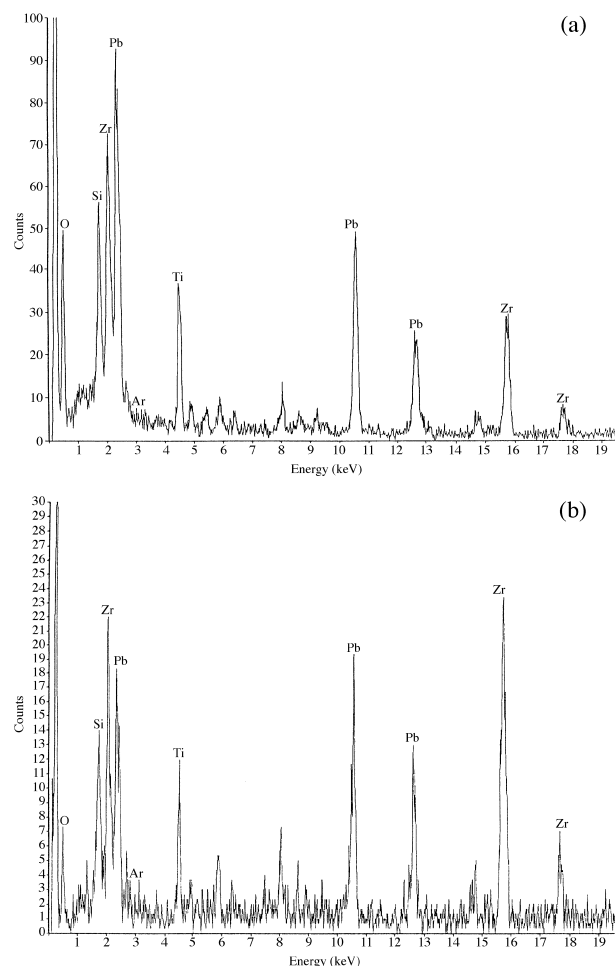 (a)
100
90
80
70
60
50
40
30
20
10
0
Counts
O
Si
Zr
Pb
Ar
Ti
Pb
Pb
Zr
Zr
1 2 3 4 5 6 7 8 9 10 11 12 13 14 15 16 17 18 19
Energy (keV)
(b)
30
29
28
27
26
25
24
23
22
21
20
19
18
17
16
15
14
13
12
11
10
9
8
7
6
5
4
3
2
1
0
Counts
O
Si
Zr
Pb
Ar
Ti
Pb
Pb
Zr
Zr
1 2 3 4 5 6 7 8 9 10 11 12 13 14 15 16 17 18 19
Energy (keV)